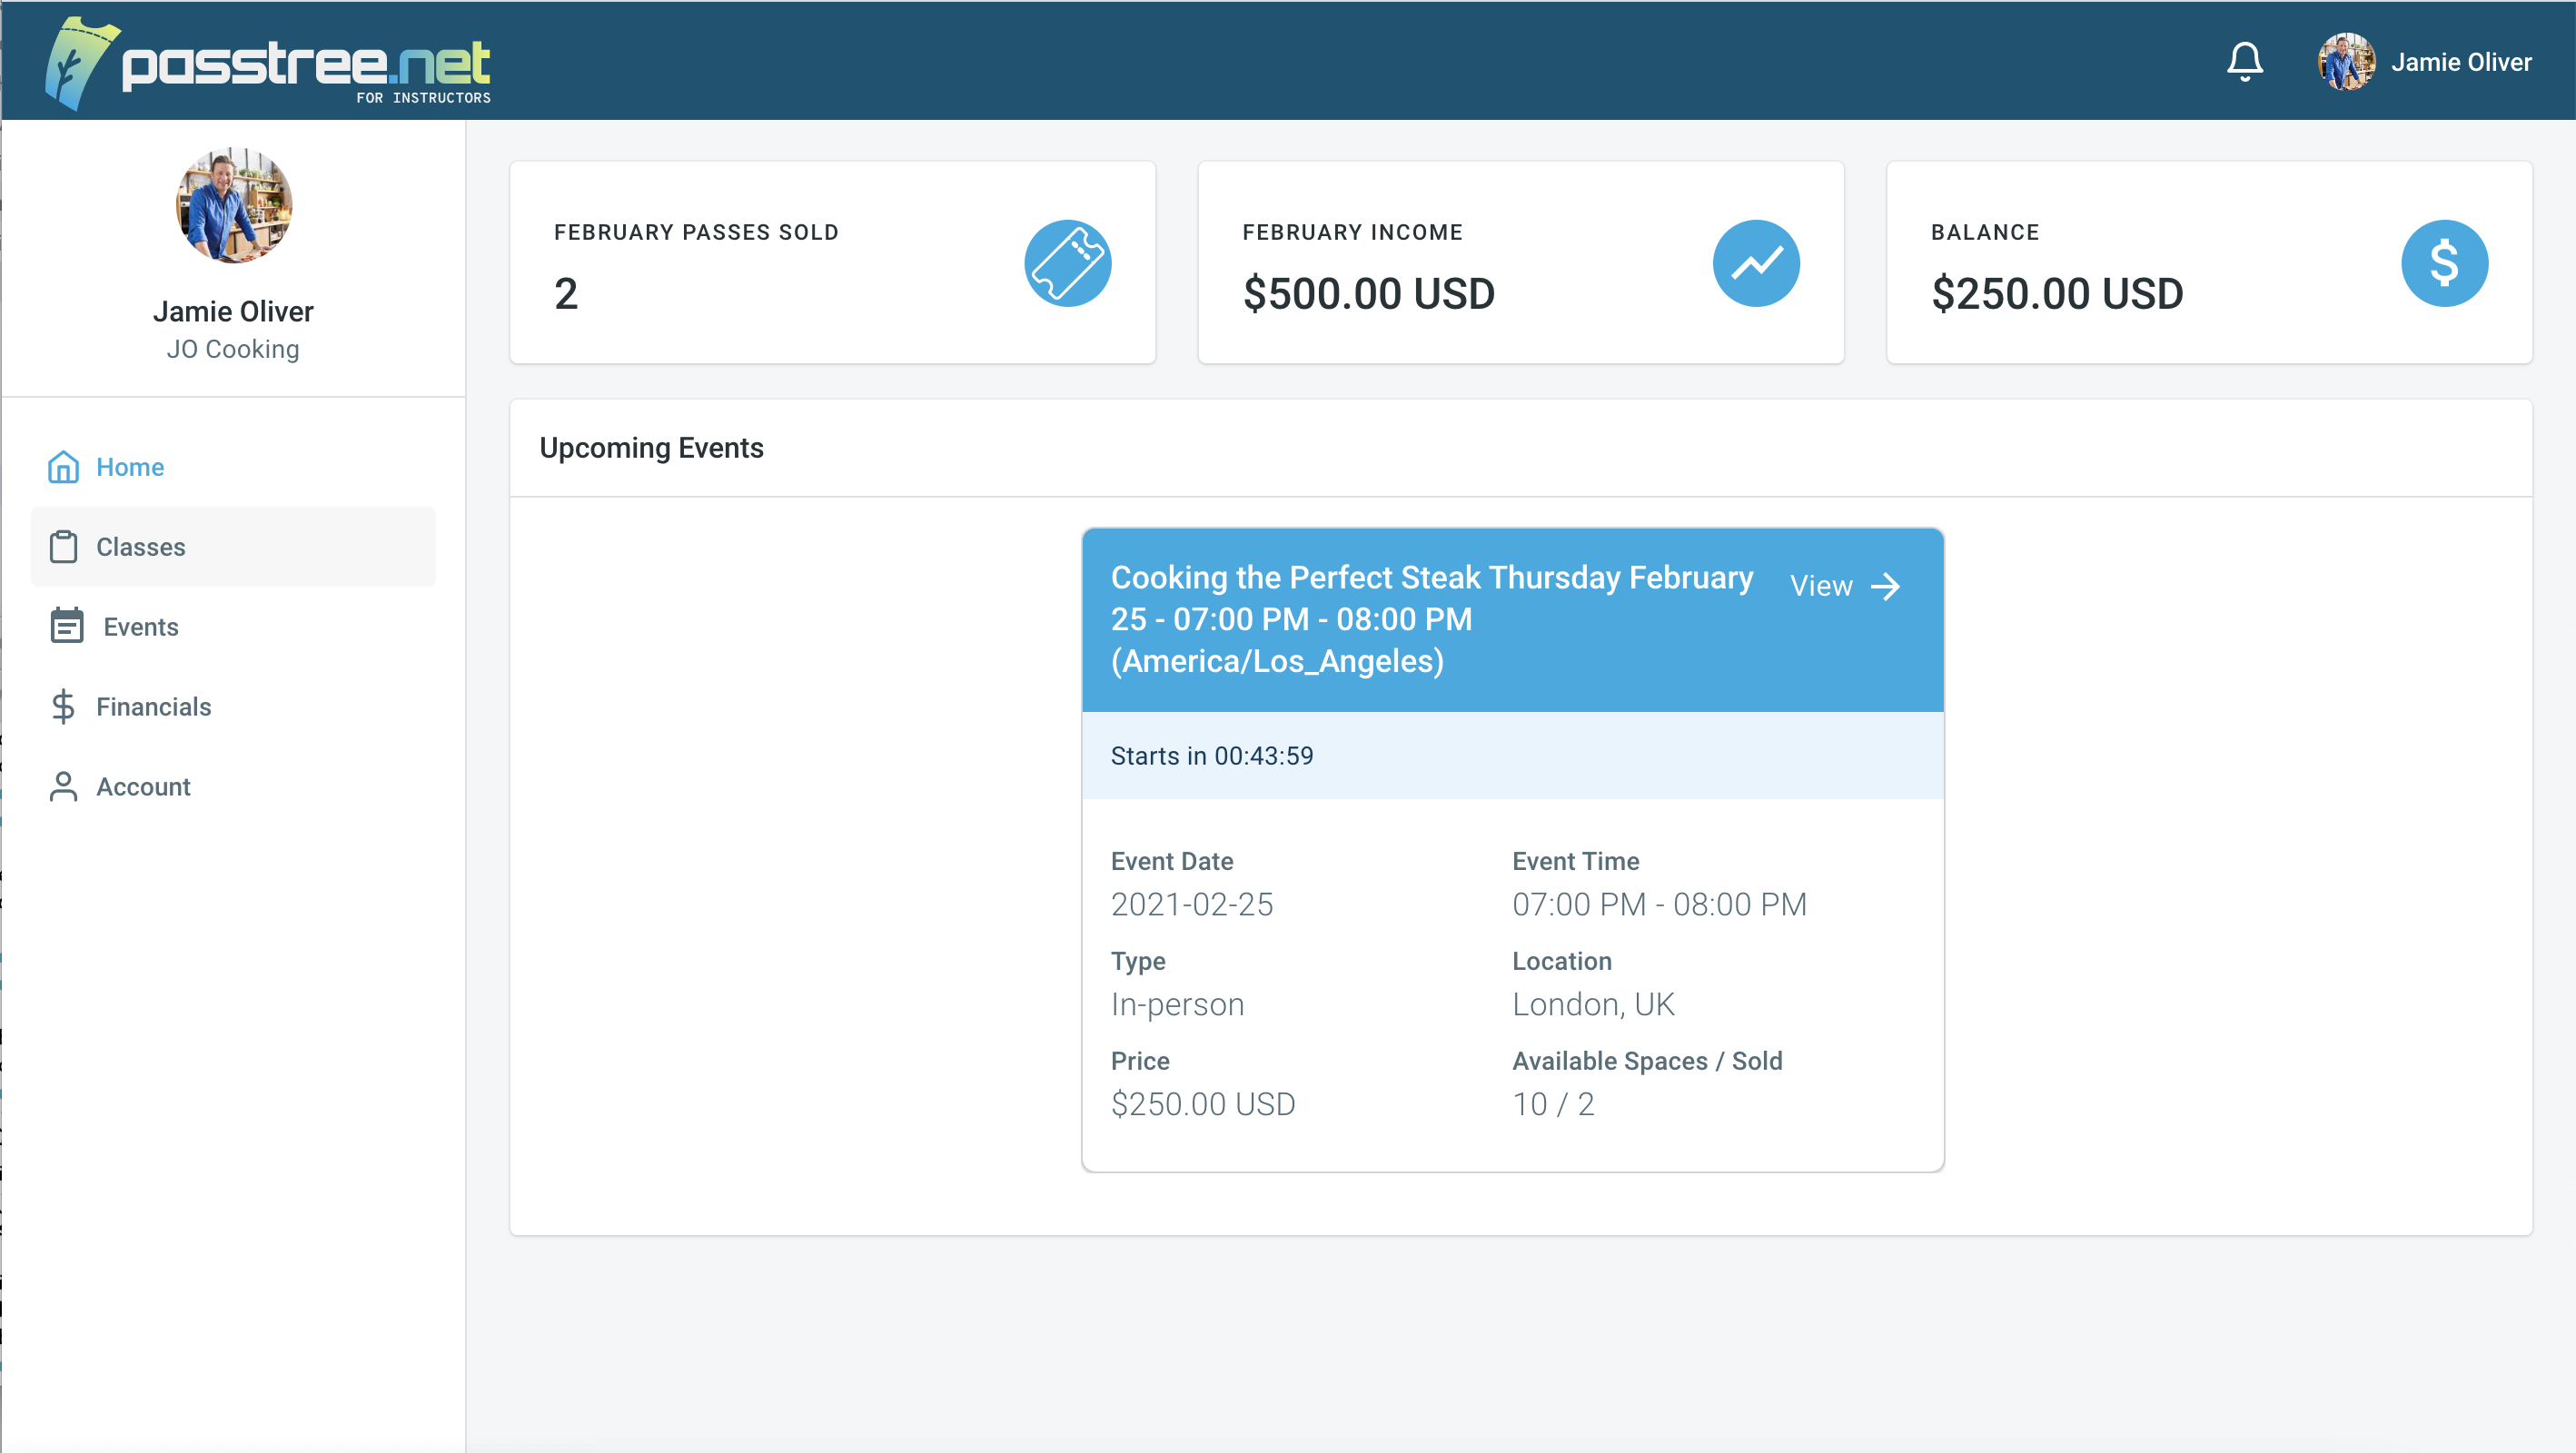 passtree.net
FOR INSTRUCTORS
Jamie Oliver
Jamie Oliver
JO Cooking
Home
Classes
Events
Financials
Account
FEBRUARY PASSES SOLD
2
FEBRUARY INCOME
$500.00 USD
BALANCE
$250.00 USD
Upcoming Events
Cooking the Perfect Steak Thursday February
25 - 07:00 PM - 08:00 PM
(America/Los_Angeles)
View
Starts in 00:43:59
Event Date
2021-02-25
Event Time
07:00 PM - 08:00 PM
Type
In-person
Location
London, UK
Price
$250.00 USD
Available Spaces / Sold
10 / 2